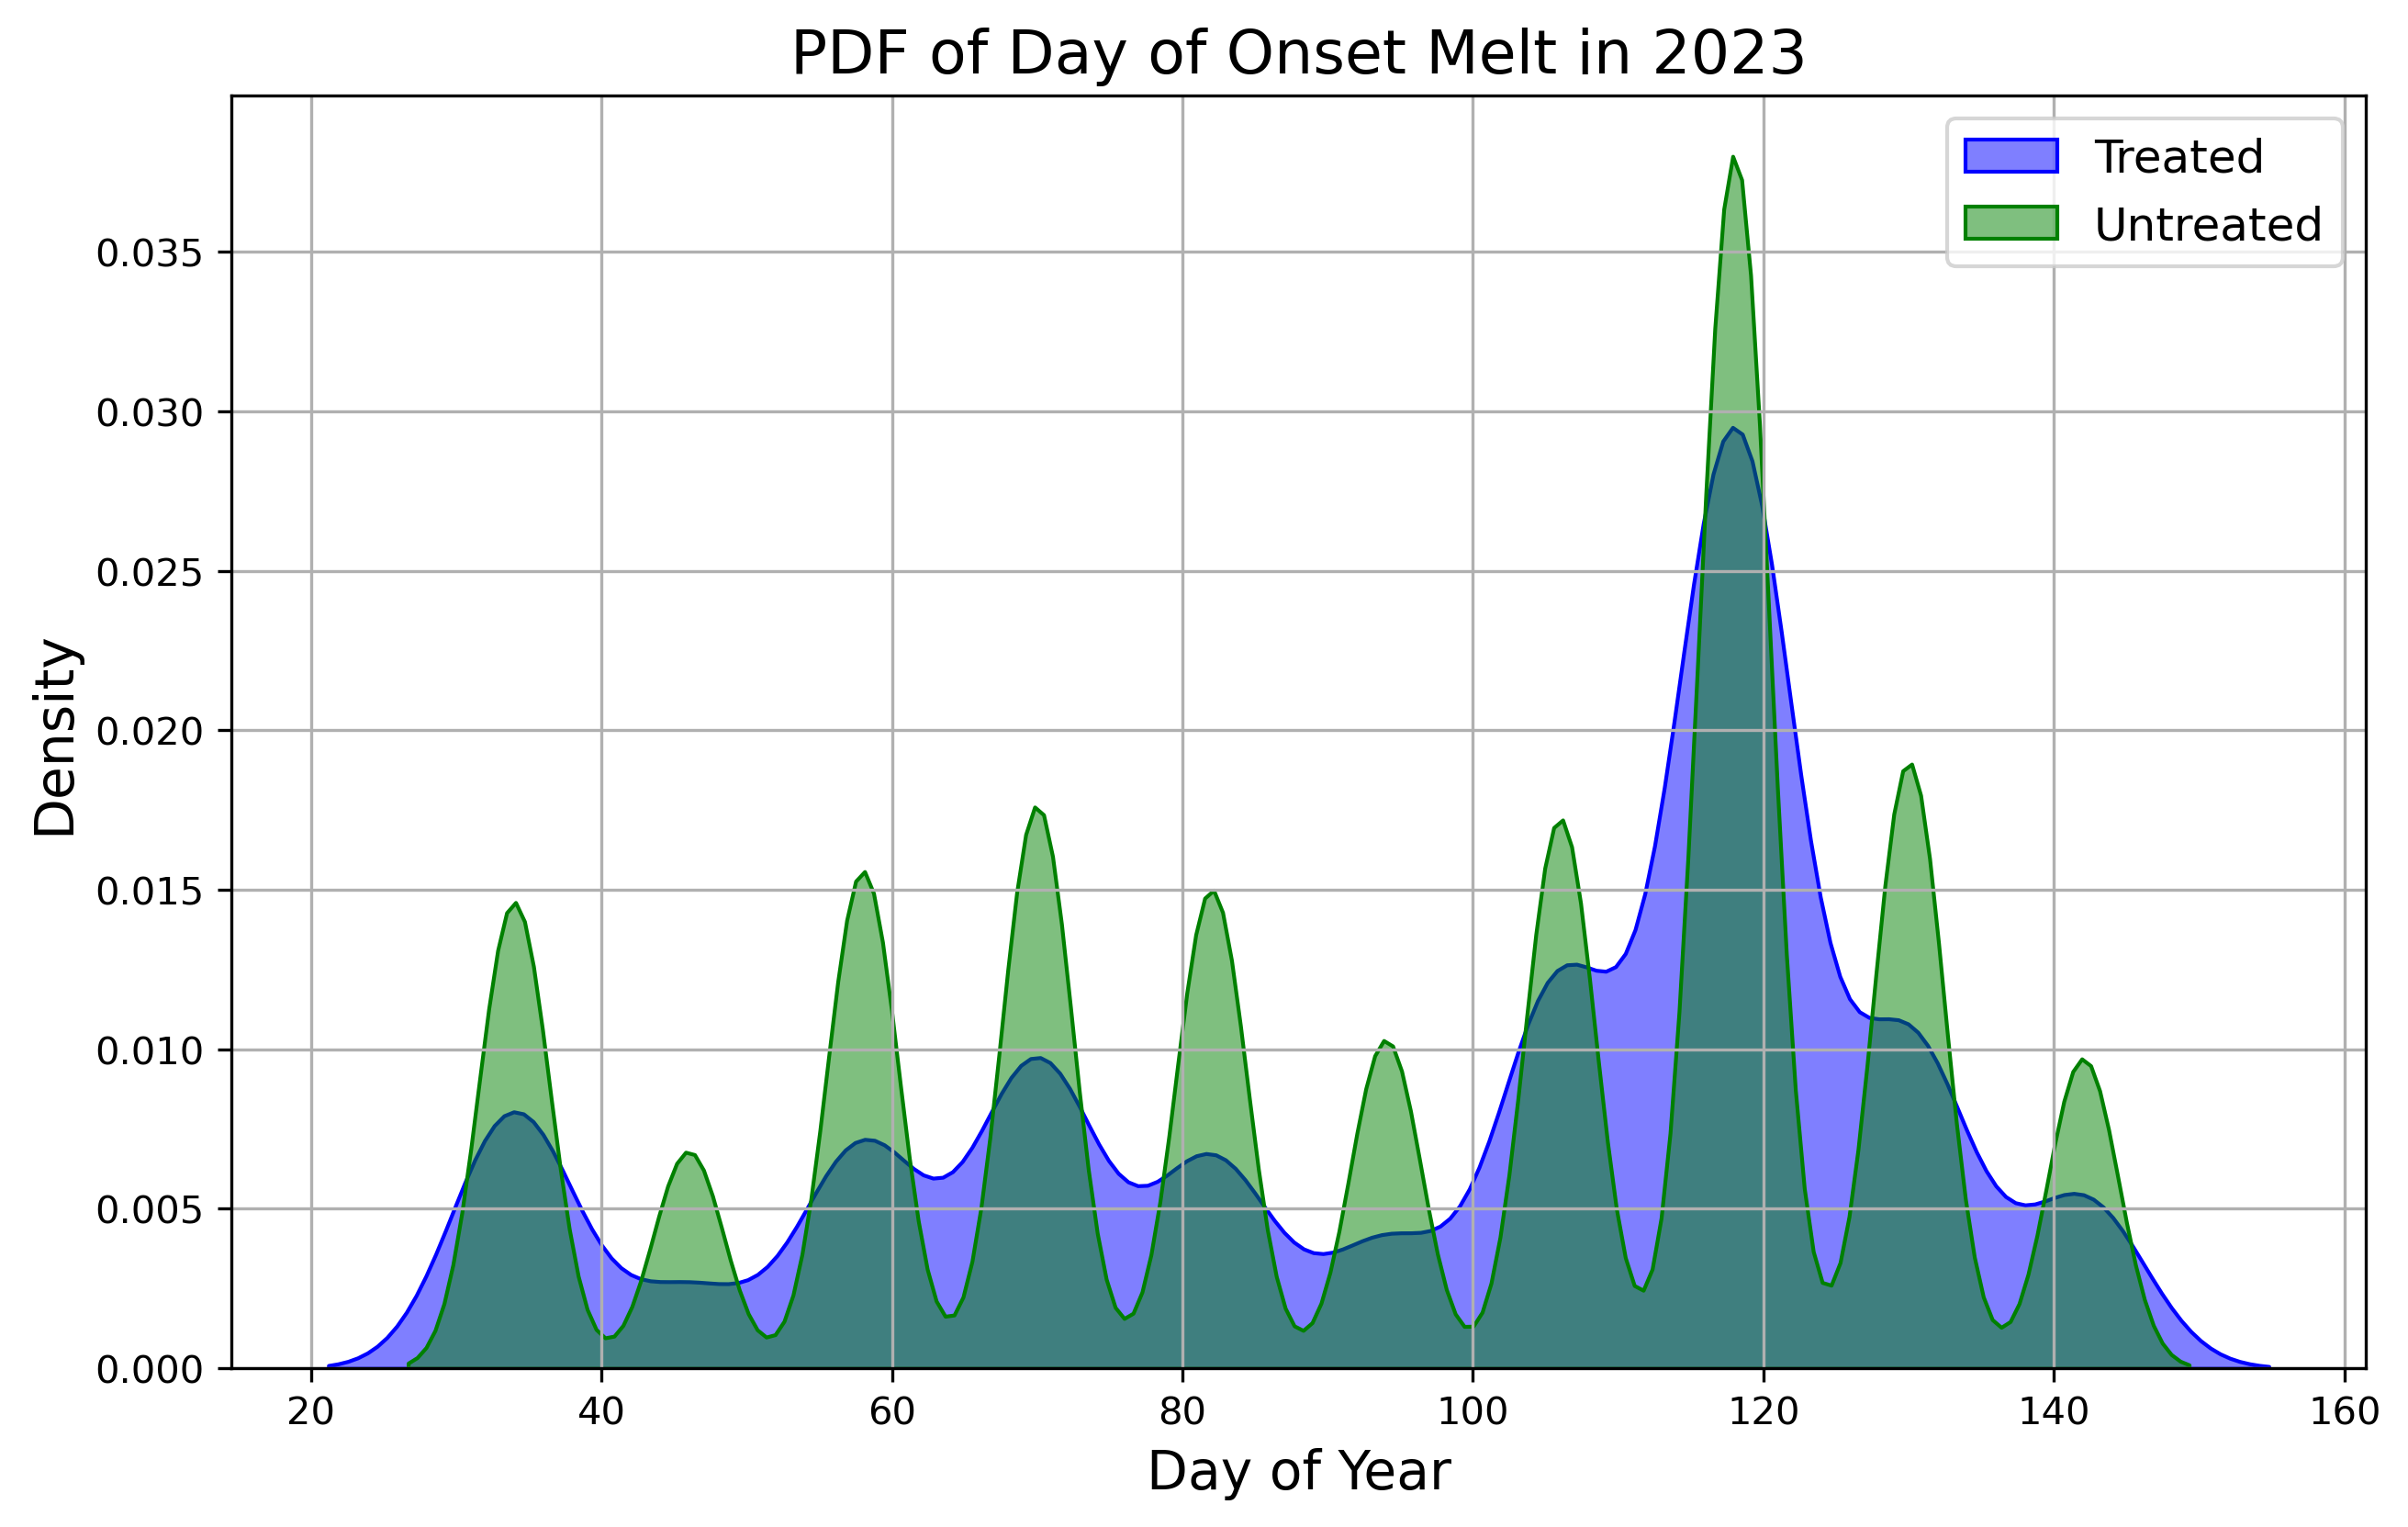 PDF of Day of Onset Melt in 2023
Treated
Untreated
Density
0.035
0.030
0.025
0.020
0.015
0.010
0.005
0.000
20 40 60 80 100 120 140 160
Day of Year